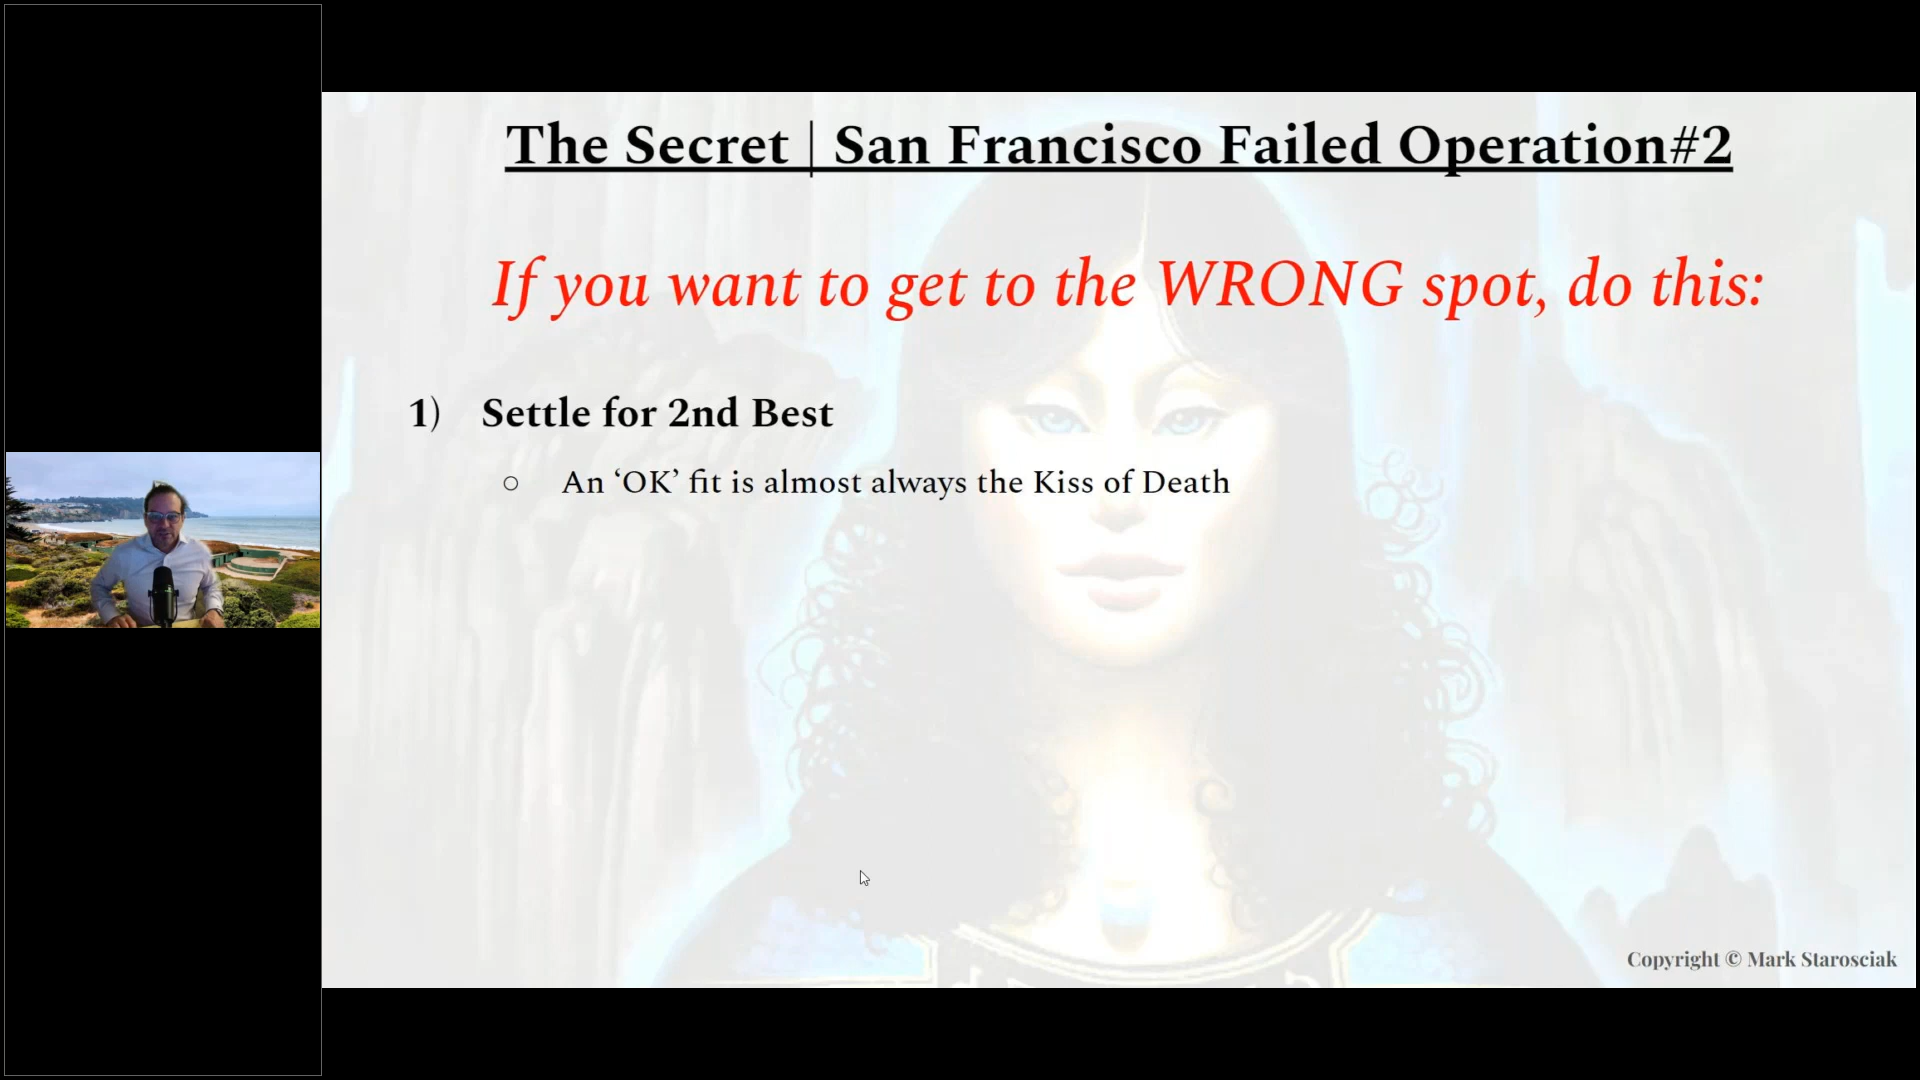 The Secret | San Francisco Failed Operation#2
If you want to get to the WRONG spot, do this:
1) Settle for 2nd Best
○ An ‘OK’ fit is almost always the Kiss of Death
Copyright © Mark Starosciak